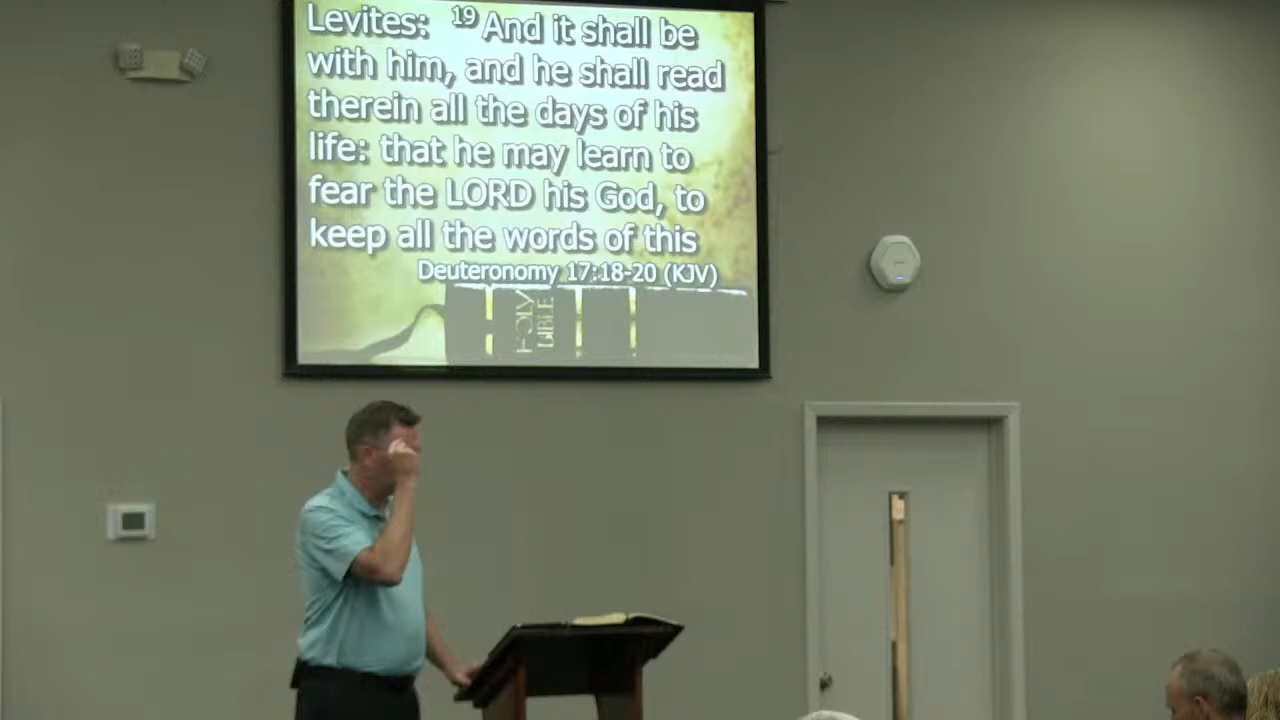 Levites: 19 And it shall be
with him, and he shall read
therein all the days of his
life: that he may learn to
fear the LORD his God, to
keep all the words of this
Deuteronomy 17:18-20 (KJV)
HOLY
BIBLE